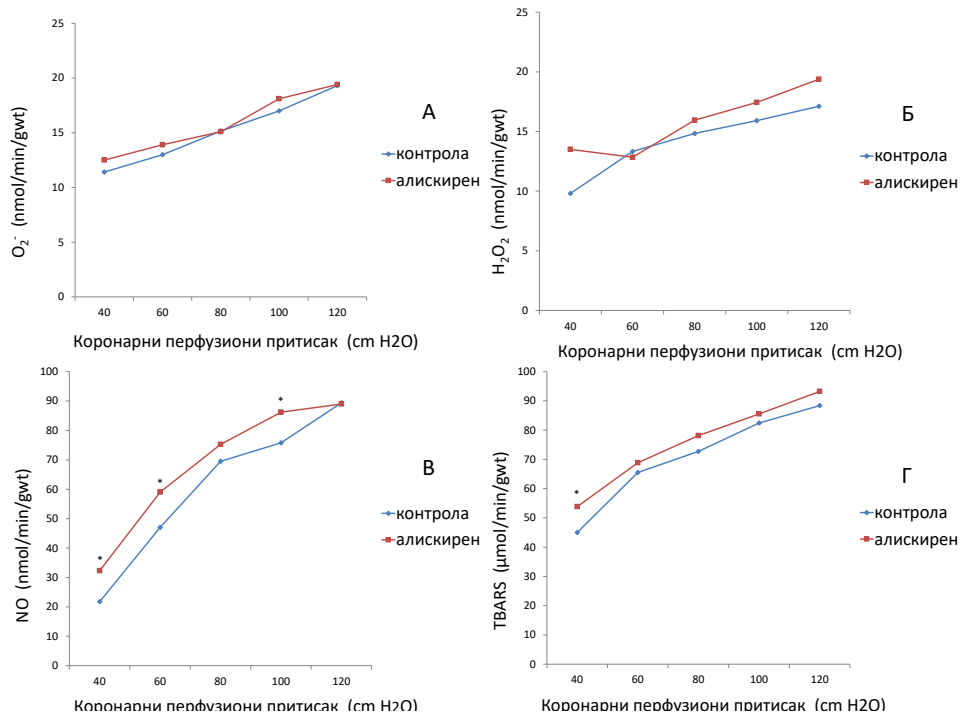 25
20
15
10
5
0
O₂⁻ (nmol/min/gwt)
40 60 80 100 120
Коронарни перфузиони притисак (cm H2O)
А
контрола
алискирен
25
20
15
10
5
0
H₂O₂ (nmol/min/gwt)
40 60 80 100 120
Коронарни перфузиони притисак (cm H2O)
Б
контрола
алискирен
100
90
80
70
60
50
40
30
20
10
0
NO (nmol/min/gwt)
* * *
40 60 80 100 120
Коронарни перфузиони притисак (cm H2O)
В
контрола
алискирен
100
90
80
70
60
50
40
30
20
10
0
TBARS (µmol/min/gwt)
*
40 60 80 100 120
Коронарни перфузиони притисак (cm H2O)
Г
контрола
алискирен